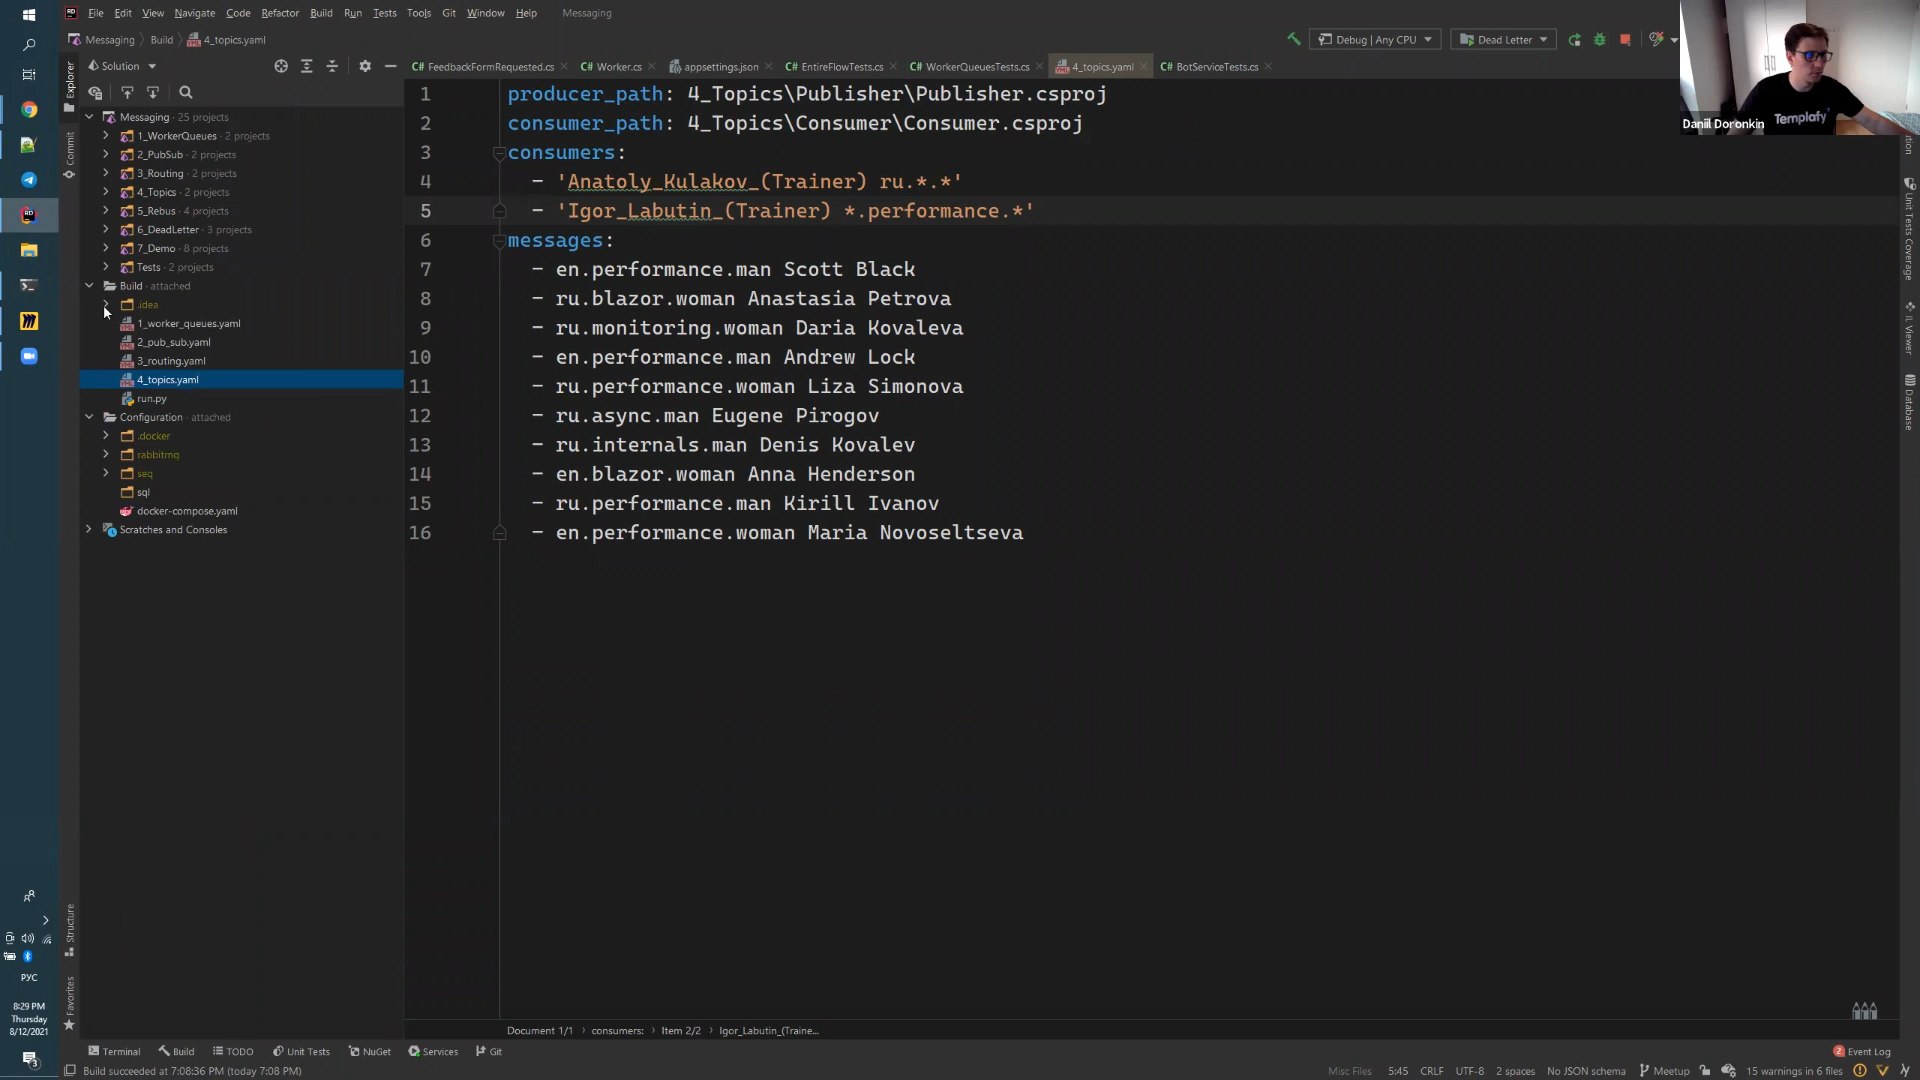 File Edit View Navigate Code Refactor Build Run Tests Tools Git Window Help Messaging
Messaging Build 4_topics.yaml
Debug | Any CPU Dead Letter
Solution
FeedbackFormRequested.cs Worker.cs appsettings.json EntireFlowTests.cs WorkerQueuesTests.cs 4_topics.yaml BotServiceTests.cs
Explorer
Commit
Structure
Favorites
Messaging · 25 projects
1_WorkerQueues · 2 projects
2_PubSub · 2 projects
3_Routing · 2 projects
4_Topics · 2 projects
5_Rebus · 4 projects
6_DeadLetter · 3 projects
7_Demo · 8 projects
Tests · 2 projects
Build · attached
.idea
1_worker_queues.yaml
2_pub_sub.yaml
3_routing.yaml
4_topics.yaml
run.py
Configuration · attached
.docker
rabbitmq
seq
sql
docker-compose.yaml
Scratches and Consoles
1 producer_path: 4_Topics\Publisher\Publisher.csproj
2 consumer_path: 4_Topics\Consumer\Consumer.csproj
3 consumers:
4 - 'Anatoly_Kulakov_(Trainer) ru.*.*'
5 - 'Igor_Labutin_(Trainer) *.performance.*'
6 messages:
7 - en.performance.man Scott Black
8 - ru.blazor.woman Anastasia Petrova
9 - ru.monitoring.woman Daria Kovaleva
10 - en.performance.man Andrew Lock
11 - ru.performance.woman Liza Simonova
12 - ru.async.man Eugene Pirogov
13 - ru.internals.man Denis Kovalev
14 - en.blazor.woman Anna Henderson
15 - ru.performance.man Kirill Ivanov
16 - en.performance.woman Maria Novoseltseva
Daniil Doronkin
Templafy
Unit Tests Coverage
IL Viewer
Database
РУС
8:29 PM
Thursday
8/12/2021
Document 1/1 consumers: Item 2/2 Igor_Labutin_(Traine...
Terminal Build TODO Unit Tests NuGet Services Git
2 Event Log
Build succeeded at 7:08:36 PM (today 7:08 PM)
Misc Files 5:45 CRLF UTF-8 2 spaces No JSON schema Meetup 15 warnings in 6 files